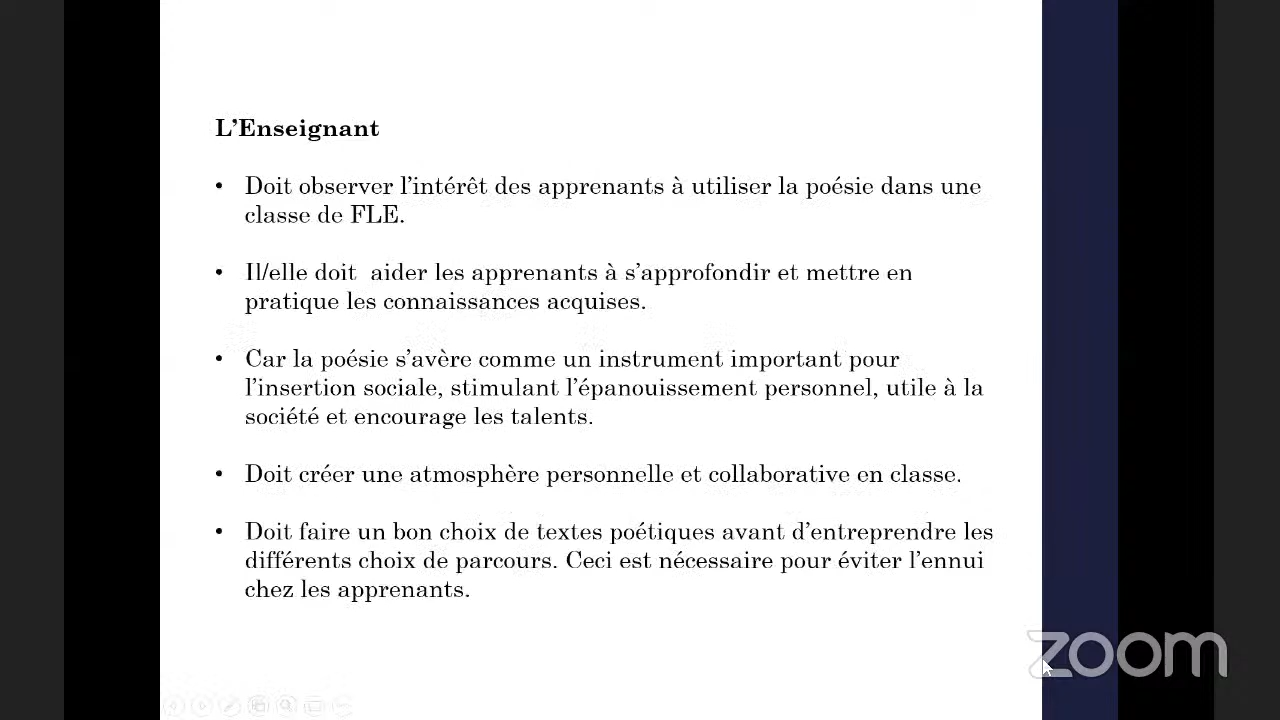 L’Enseignant
• Doit observer l’intérêt des apprenants à utiliser la poésie dans une
classe de FLE.
• Il/elle doit  aider les apprenants à s’approfondir et mettre en
pratique les connaissances acquises.
• Car la poésie s’avère comme un instrument important pour
l’insertion sociale, stimulant l’épanouissement personnel, utile à la
société et encourage les talents.
• Doit créer une atmosphère personnelle et collaborative en classe.
• Doit faire un bon choix de textes poétiques avant d’entreprendre les
différents choix de parcours. Ceci est nécessaire pour éviter l’ennui
chez les apprenants.
zoom